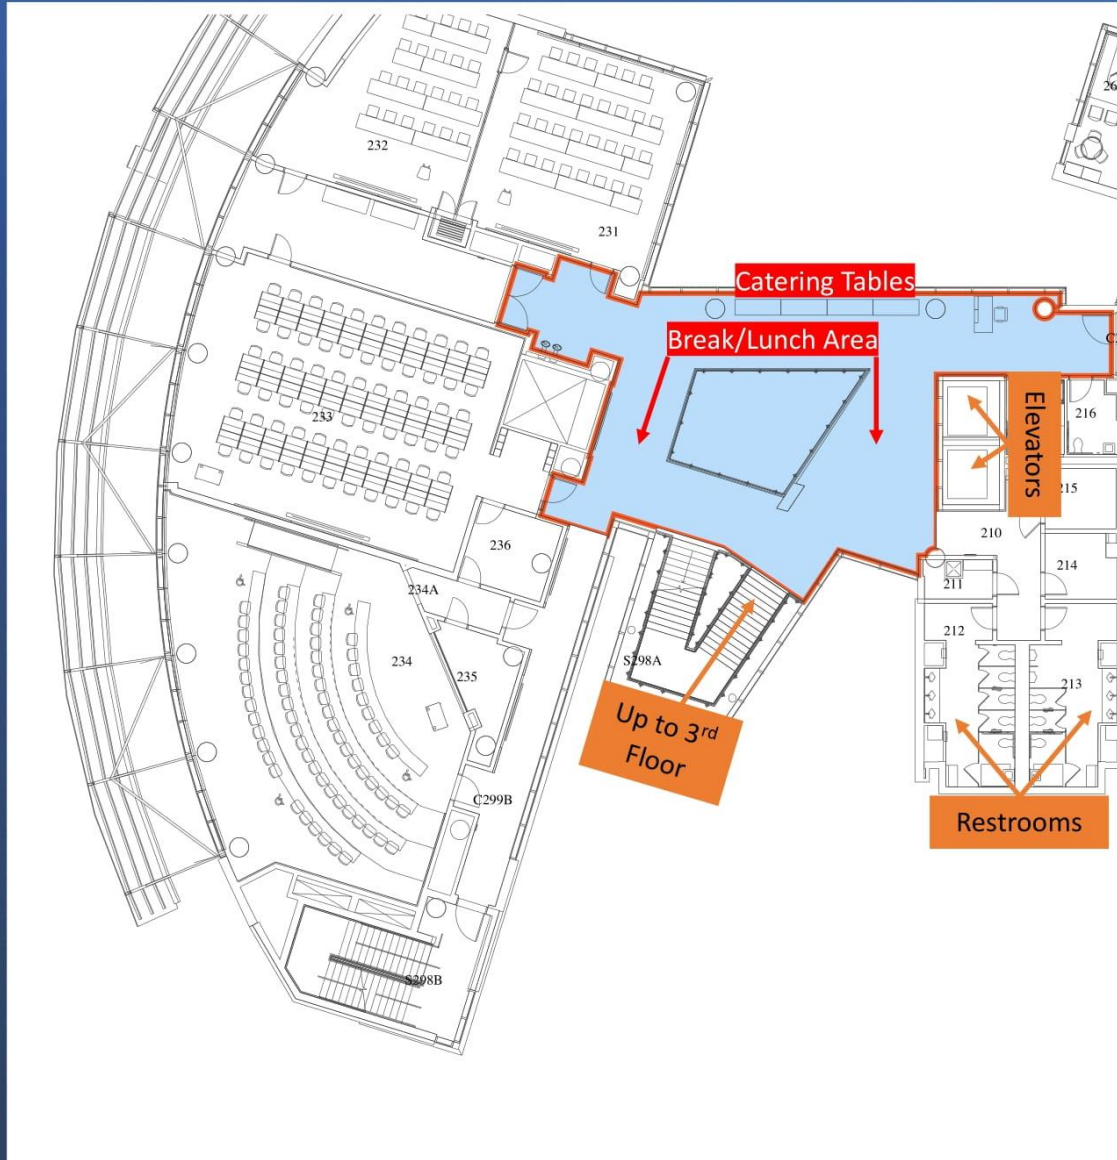 26
232
231
Catering Tables
Break/Lunch Area
233
Elevators
216
215
210
236
214
211
234A
212
234
235
S298A
213
Up to 3rd
Floor
C299B
Restrooms
S298B